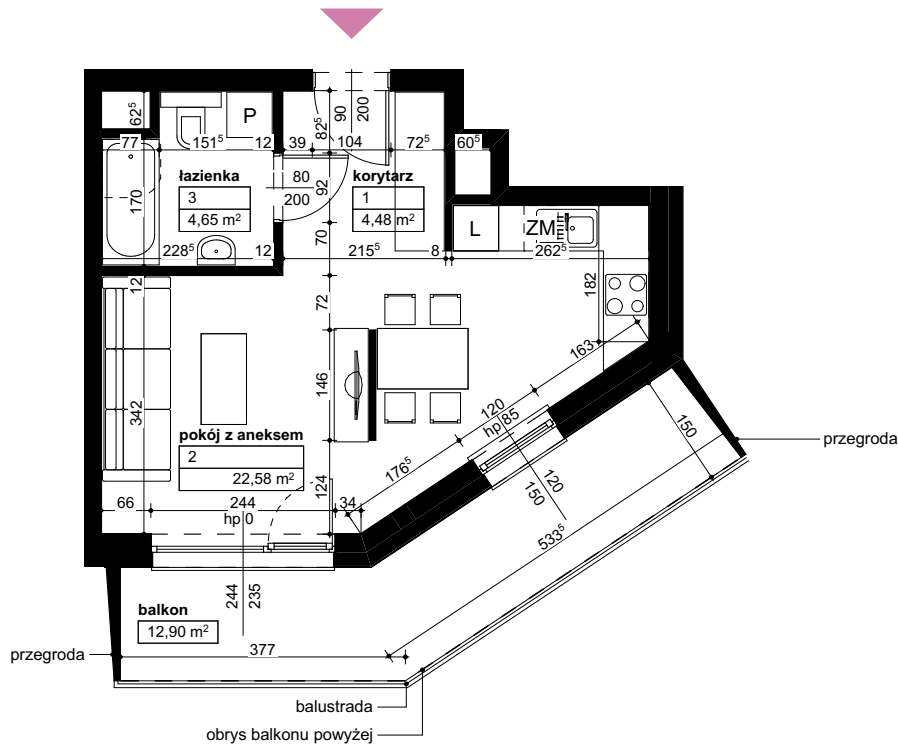 90
200
82⁵
62⁵
P
77
151⁵
12
39
104
72⁵
60⁵
łazienka
3
4,65 m²
80
200
92
korytarz
1
4,48 m²
170
L
ZM
70
228⁵
12
215⁵
8
262⁵
12
72
182
163
146
342
120
hp 85
pokój z aneksem
2
22,58 m²
176⁵
124
120
150
150
przegroda
66
244
34
hp 0
533⁵
244
235
balkon
12,90 m²
377
przegroda
balustrada
obrys balkonu powyżej